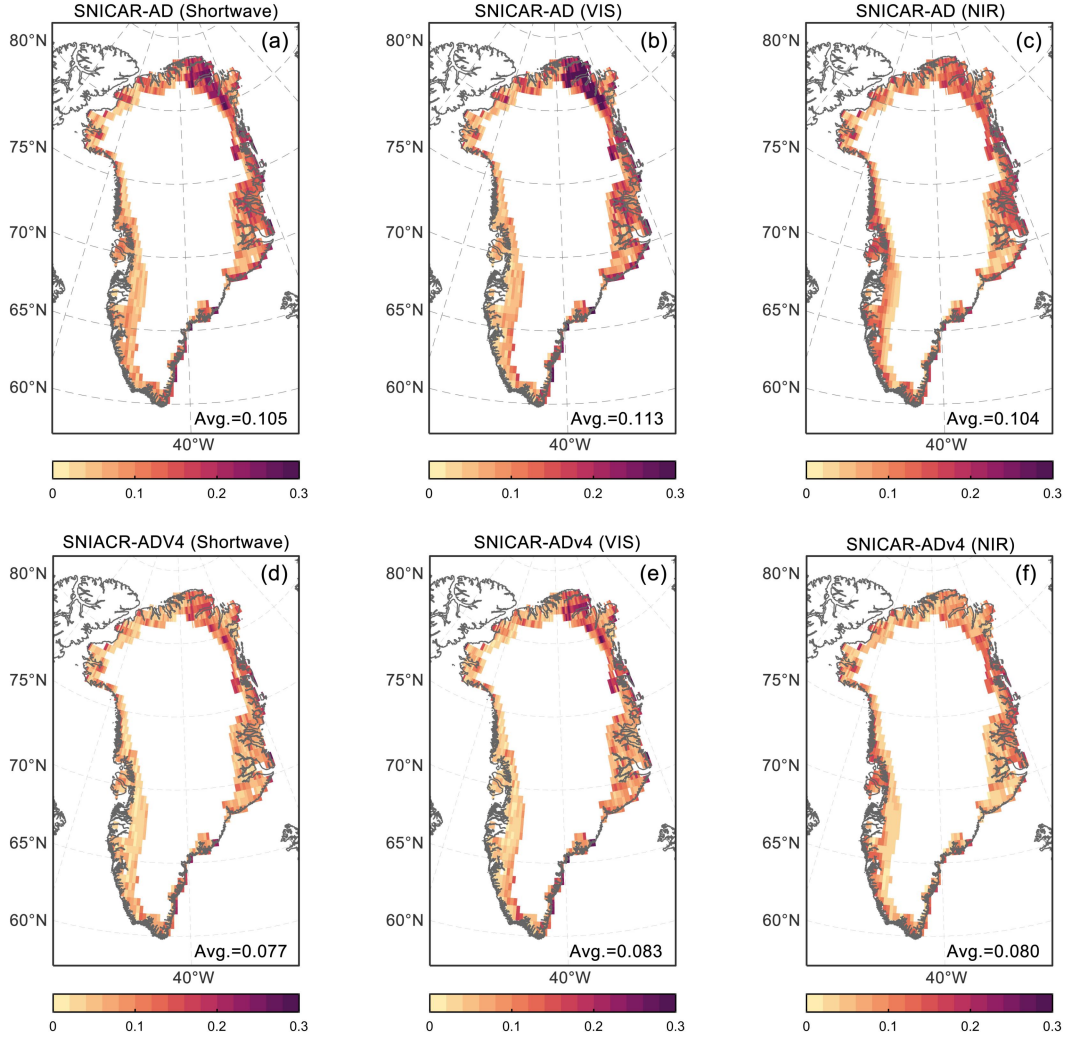 SNICAR-AD (Shortwave)
SNICAR-AD (VIS)
SNICAR-AD (NIR)
(a)
(b)
(c)
80°N
80°N
80°N
75°N
75°N
75°N
70°N
70°N
70°N
65°N
65°N
65°N
60°N
60°N
60°N
Avg.=0.105
Avg.=0.113
Avg.=0.104
40°W
40°W
40°W
0 0.1 0.2 0.3
0 0.1 0.2 0.3
0 0.1 0.2 0.3
SNIACR-ADV4 (Shortwave)
SNICAR-ADv4 (VIS)
SNICAR-ADv4 (NIR)
(d)
(e)
(f)
80°N
80°N
80°N
75°N
75°N
75°N
70°N
70°N
70°N
65°N
65°N
65°N
60°N
60°N
60°N
Avg.=0.077
Avg.=0.083
Avg.=0.080
40°W
40°W
40°W
0 0.1 0.2 0.3
0 0.1 0.2 0.3
0 0.1 0.2 0.3